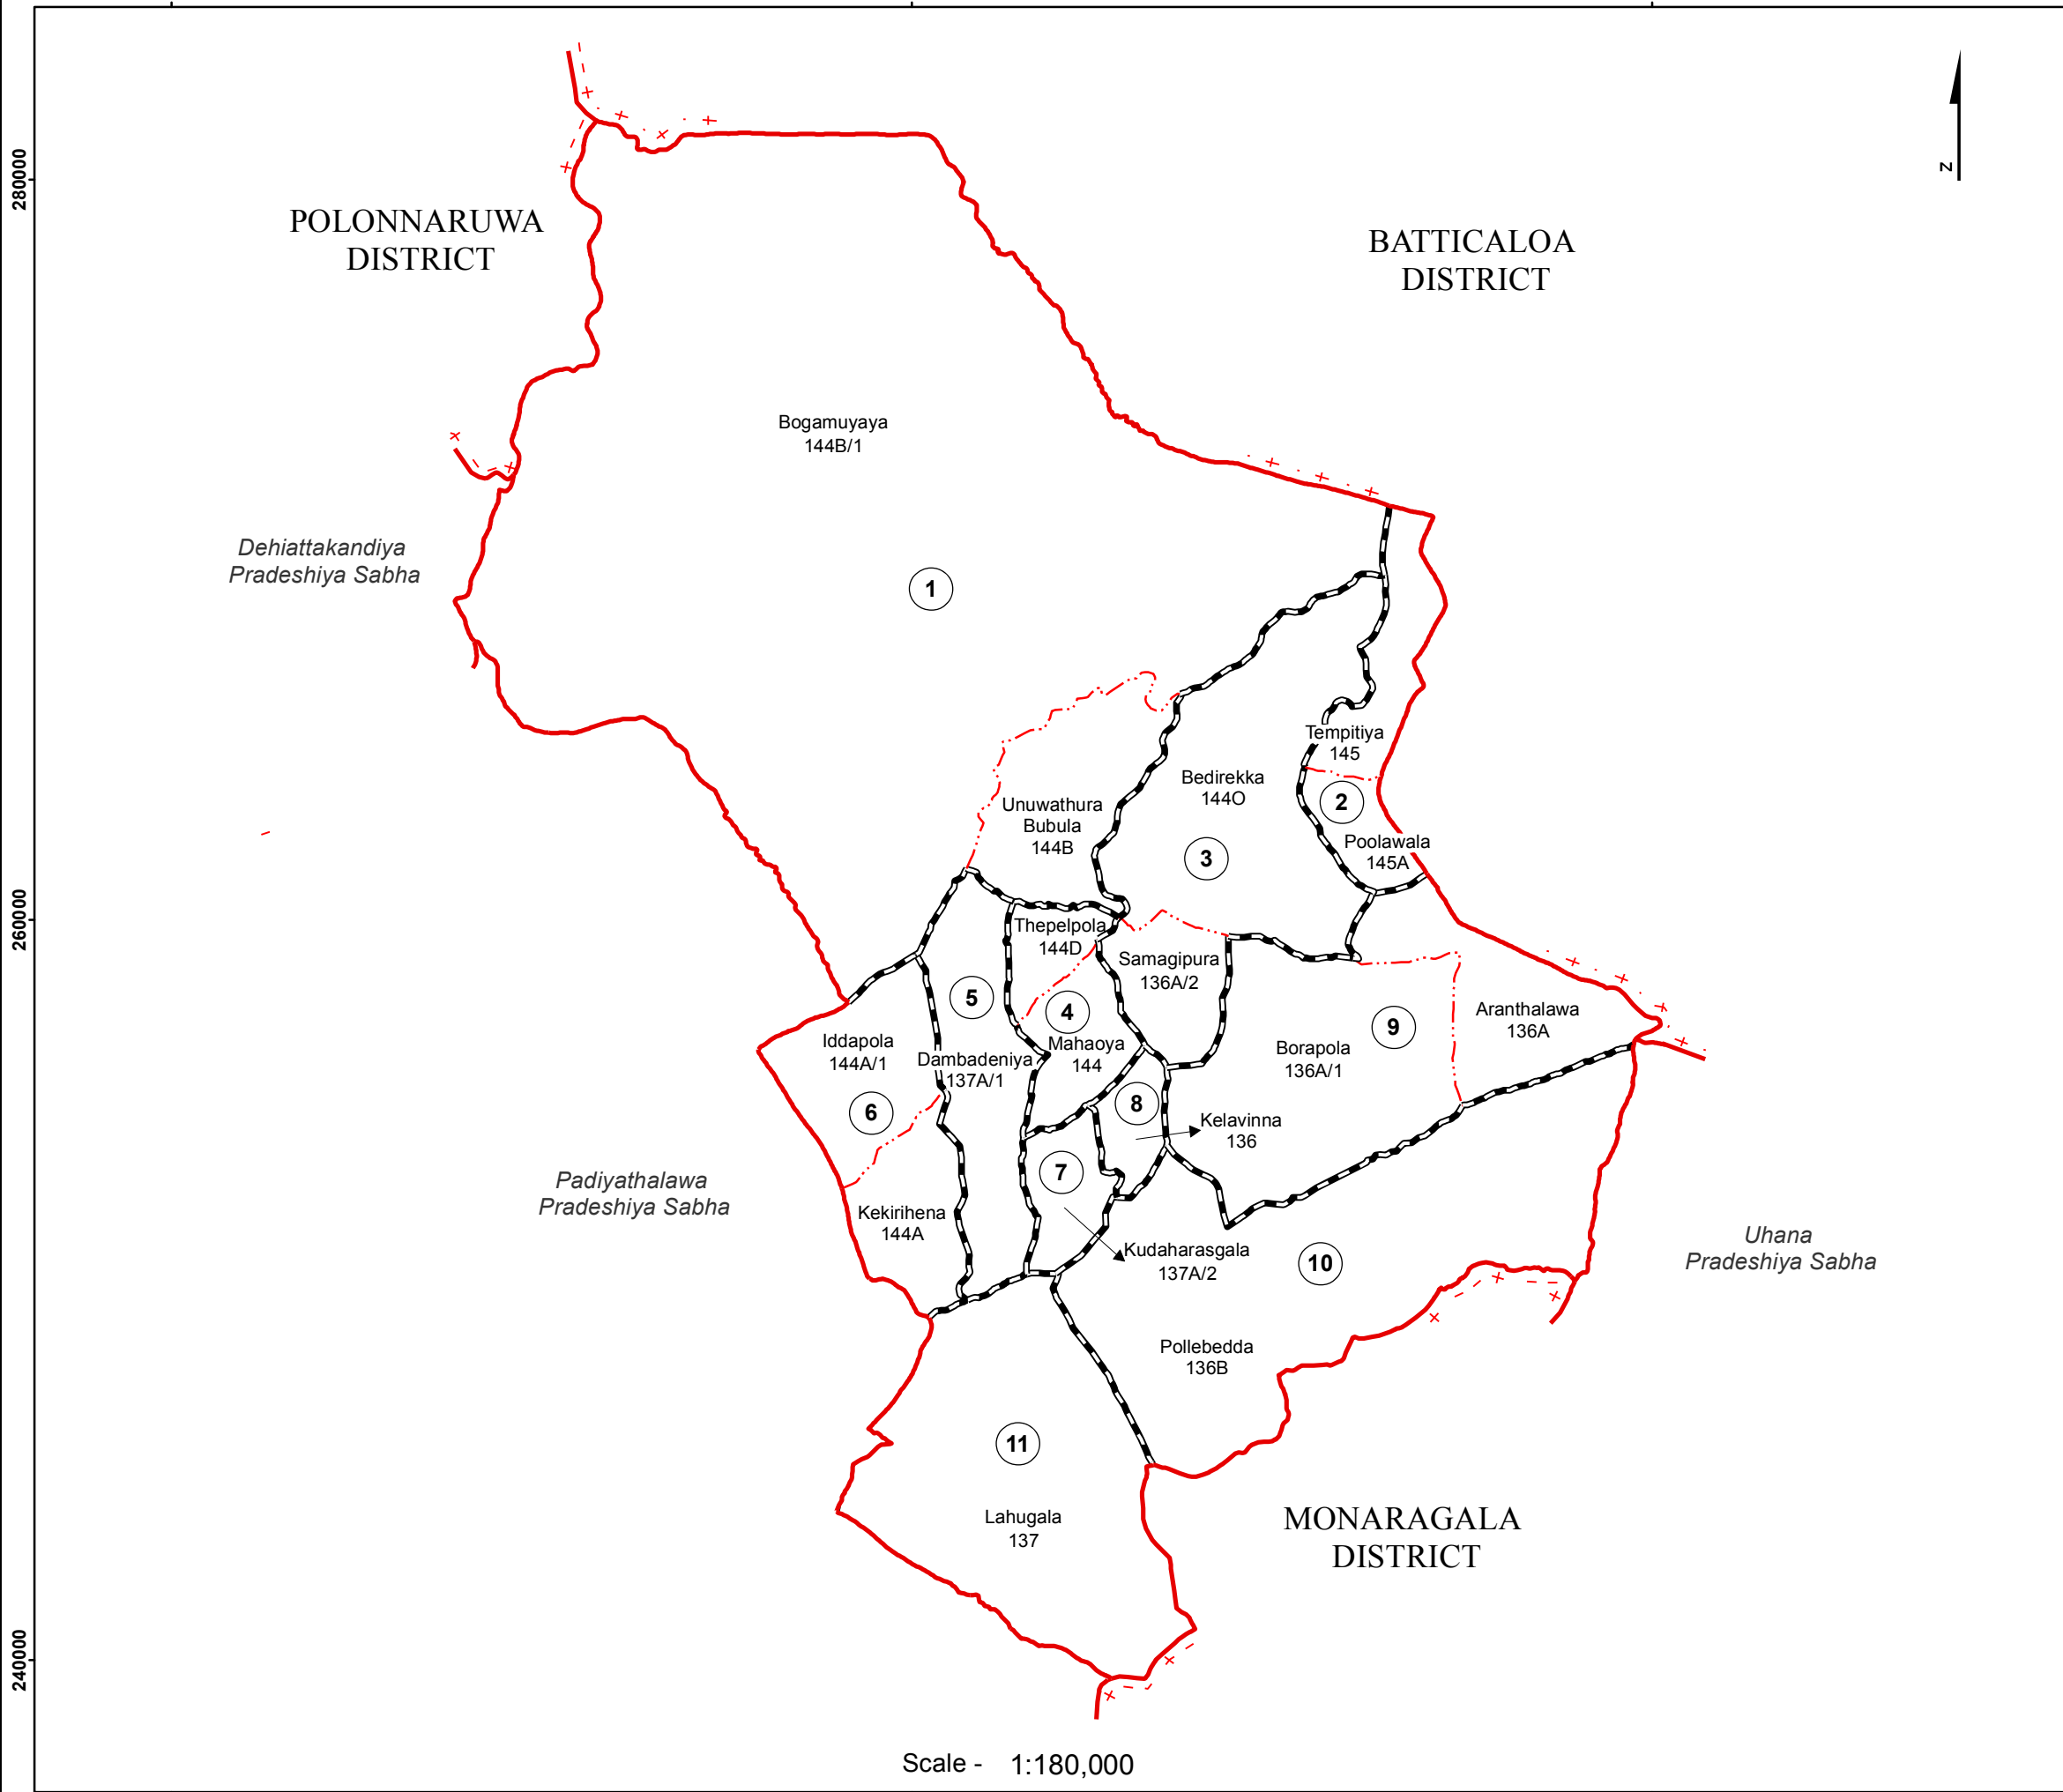 280000
POLONNARUWA
DISTRICT
BATTICALOA
DISTRICT
N
Bogamuyaya
144B/1
Dehiattakandiya
Pradeshiya Sabha
1
Tempitiya
145
Bedirekka
144O
2
Unuwathura
Bubula
144B
Poolawala
145A
3
260000
Thepelpola
144D
Samagipura
136A/2
5
4
9
Aranthalawa
136A
Iddapola
144A/1
Mahaoya
144
Borapola
136A/1
Dambadeniya
137A/1
6
8
Kelavinna
136
7
Padiyathalawa
Pradeshiya Sabha
Kekirihena
144A
Kudaharasgala
137A/2
10
Uhana
Pradeshiya Sabha
Pollebedda
136B
11
Lahugala
137
MONARAGALA
DISTRICT
240000
Scale - 1:180,000